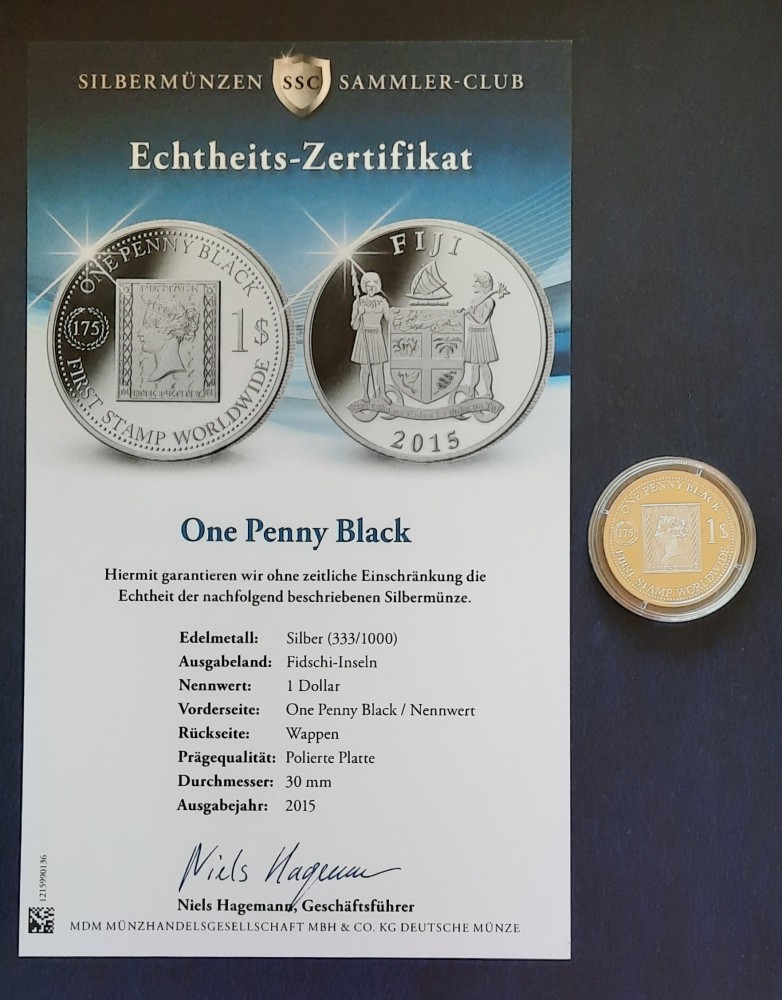 SILBERMÜNZEN SSC SAMMLER-CLUB
Echtheits-Zertifikat
ONE PENNY BLACK
175
1$
FIRST STAMP WORLDWIDE
FIJI
2015
One Penny Black
Hiermit garantieren wir ohne zeitliche Einschränkung die
Echtheit der nachfolgend beschriebenen Silbermünze.
Edelmetall: Silber (333/1000)
Ausgabeland: Fidschi-Inseln
Nennwert: 1 Dollar
Vorderseite: One Penny Black / Nennwert
Rückseite: Wappen
Prägequalität: Polierte Platte
Durchmesser: 30 mm
Ausgabejahr: 2015
Niels Hagemann
Niels Hagemann, Geschäftsführer
MDM MÜNZHANDELSGESELLSCHAFT MBH & CO. KG DEUTSCHE MÜNZE
1215990136
ONE PENNY BLACK
175
1$
FIRST STAMP WORLDWIDE